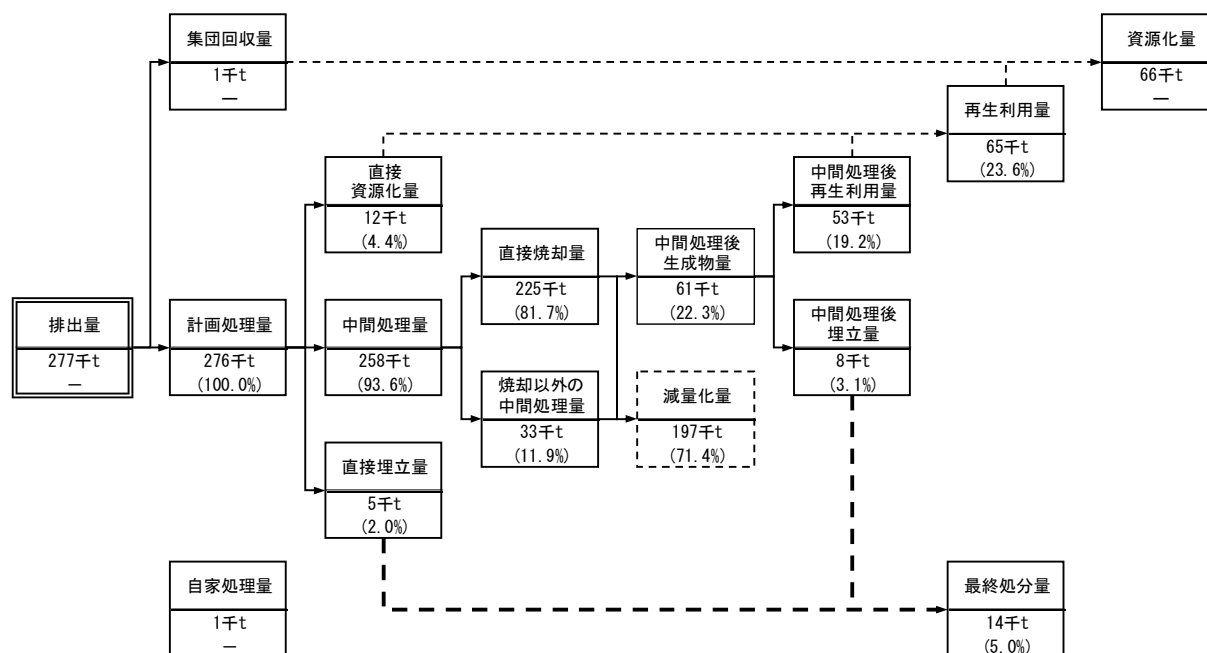 集団回収量
1千t
—
資源化量
66千t
—
再生利用量
65千t
(23.6%)
直接
資源化量
12千t
(4.4%)
中間処理後
再生利用量
53千t
(19.2%)
直接焼却量
225千t
(81.7%)
中間処理後
生成物量
61千t
(22.3%)
排出量
277千t
—
計画処理量
276千t
(100.0%)
中間処理量
258千t
(93.6%)
中間処理後
埋立量
8千t
(3.1%)
焼却以外の
中間処理量
33千t
(11.9%)
減量化量
197千t
(71.4%)
直接埋立量
5千t
(2.0%)
自家処理量
1千t
—
最終処分量
14千t
(5.0%)